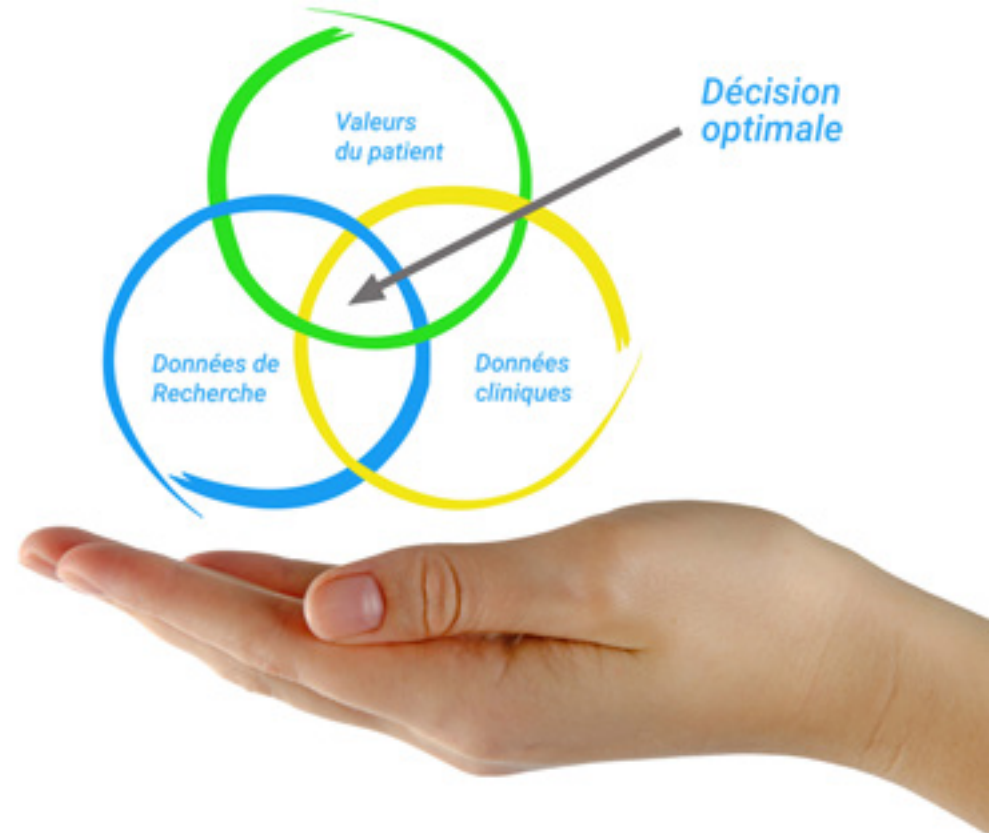 Décision
optimale
Valeurs
du patient
Données de
Recherche
Données
cliniques